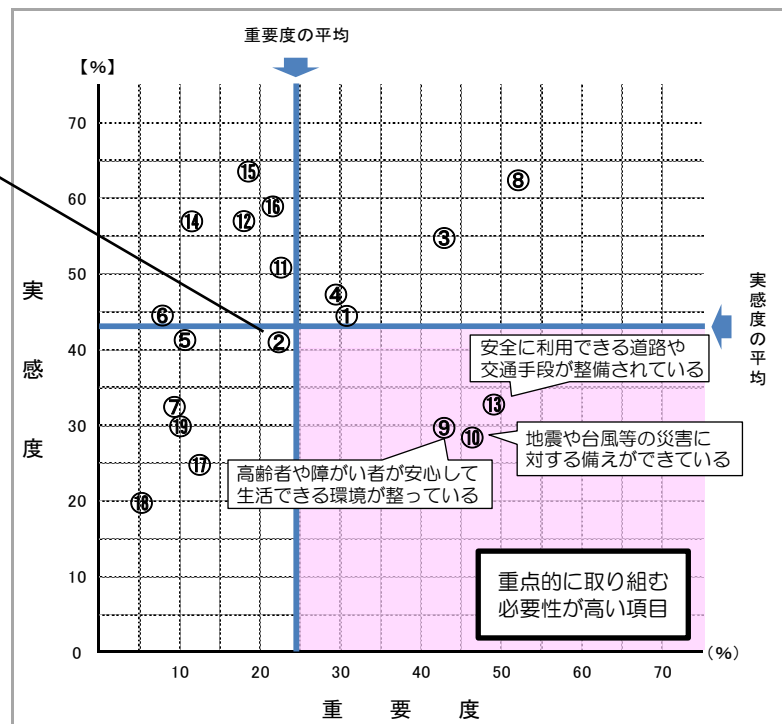 重要度の平均
【%】
70
60
50
40
30
20
10
0
実感度
⑮
⑧
⑯
⑭
⑫
③
⑪
④
⑥
①
⑤
②
⑦
⑬
⑲
⑨
⑩
⑰
⑱
実感度の平均
安全に利用できる道路や
交通手段が整備されている
地震や台風等の災害に
対する備えができている
高齢者や障がい者が安心して
生活できる環境が整っている
重点的に取り組む
必要性が高い項目
10 20 30 40 50 60 70
(%)
重要度